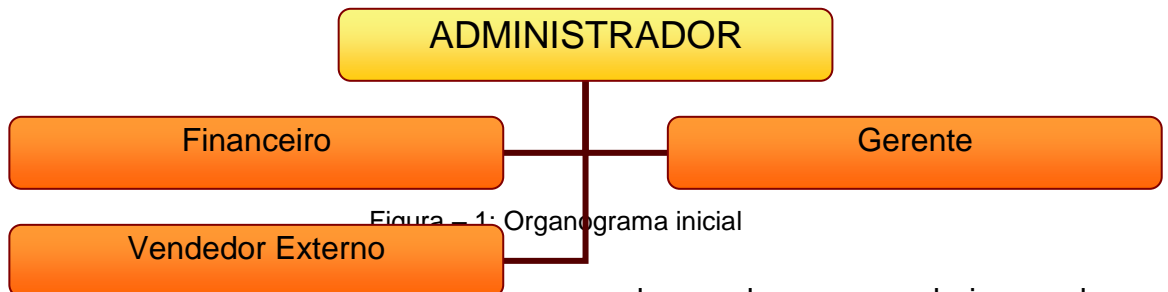 ADMINISTRADOR
Financeiro
Gerente
Figura – 1: Organograma inicial
Vendedor Externo